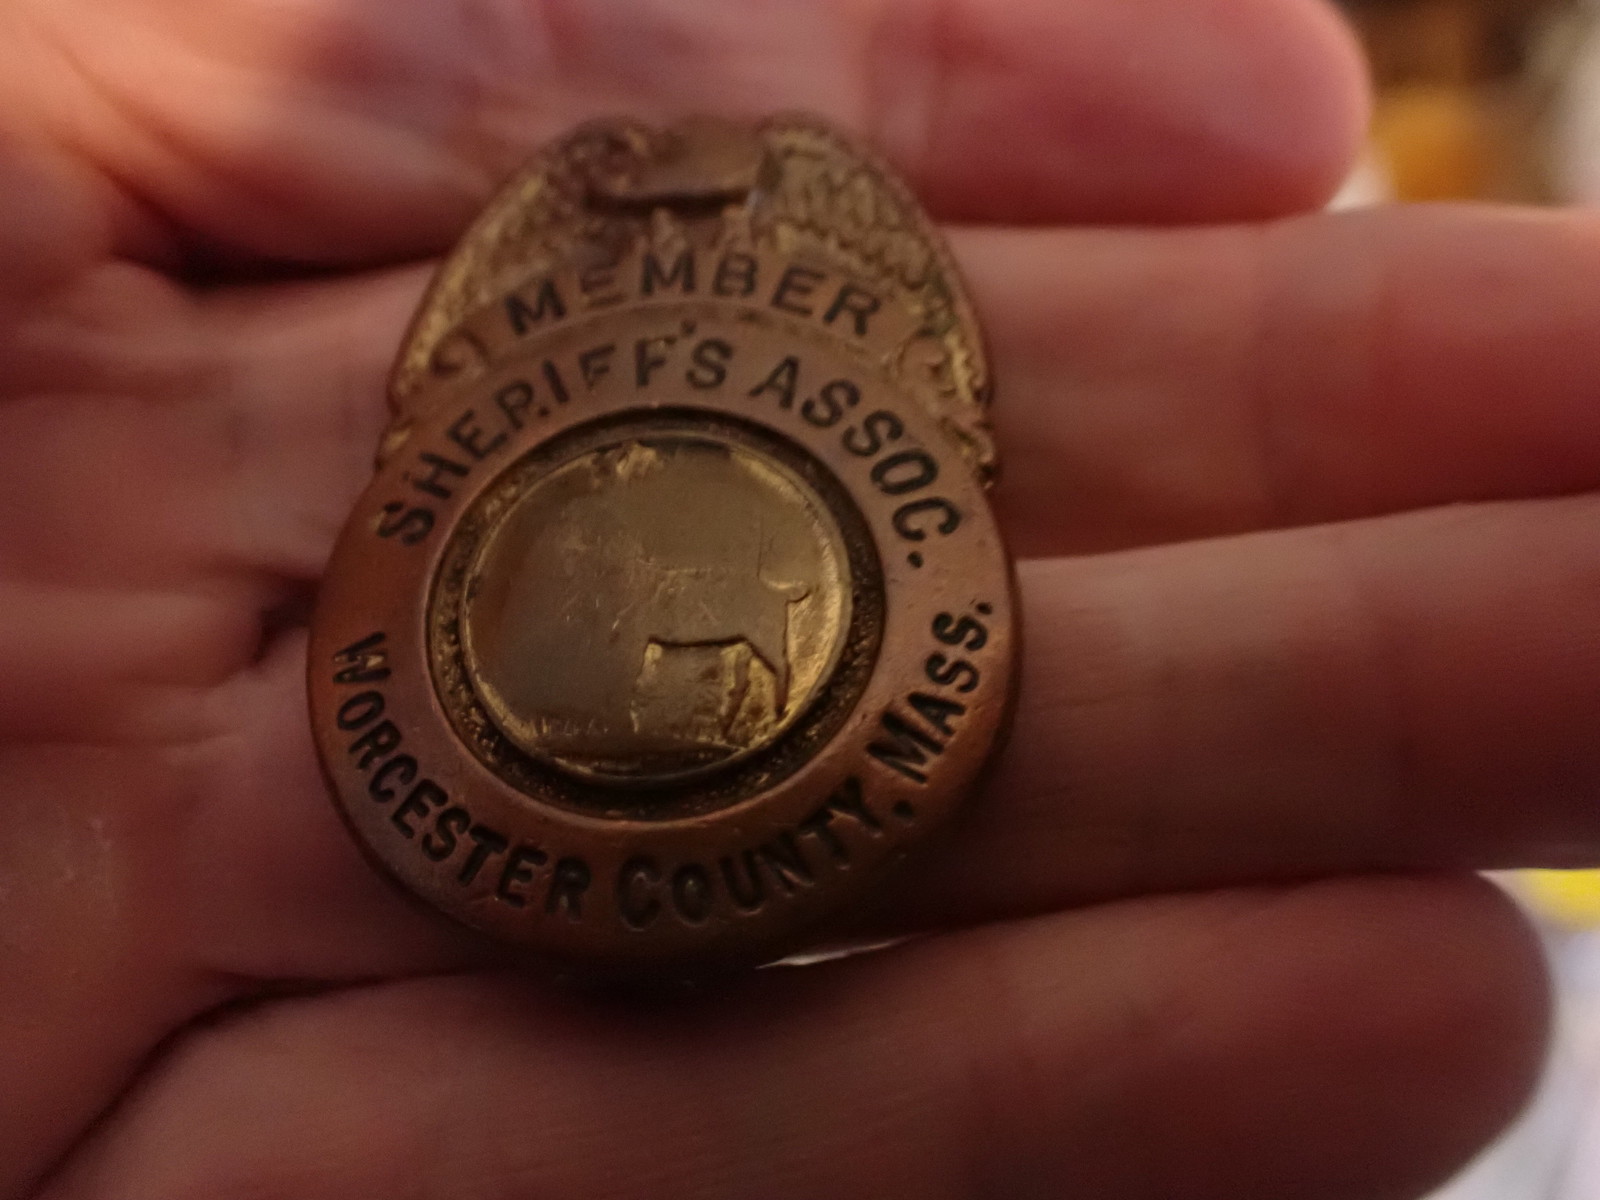 MEMBER
SHERIFF'S ASSOC.
WORCESTER COUNTY, MASS.